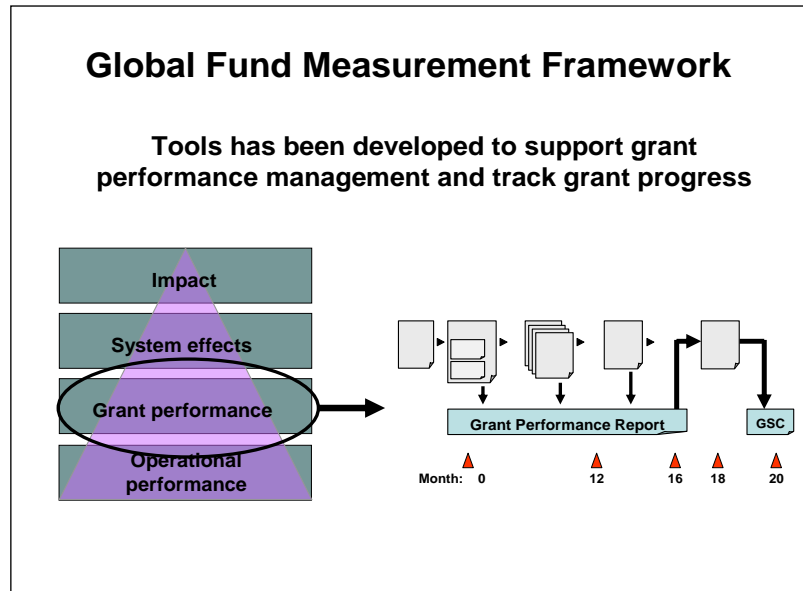 Global Fund Measurement Framework
Tools has been developed to support grant
performance management and track grant progress
Impact
System effects
Grant performance
Operational
performance
Grant Performance Report
GSC
Month: 0 12 16 18 20